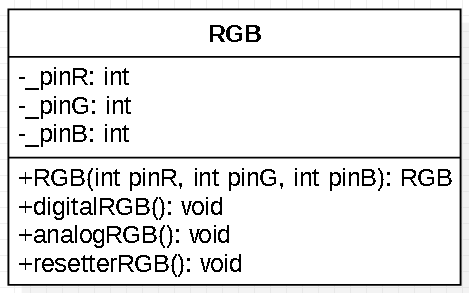 RGB
-_pinR: int
-_pinG: int
-_pinB: int
+RGB(int pinR, int pinG, int pinB): RGB
+digitalRGB(): void
+analogRGB(): void
+resetterRGB(): void